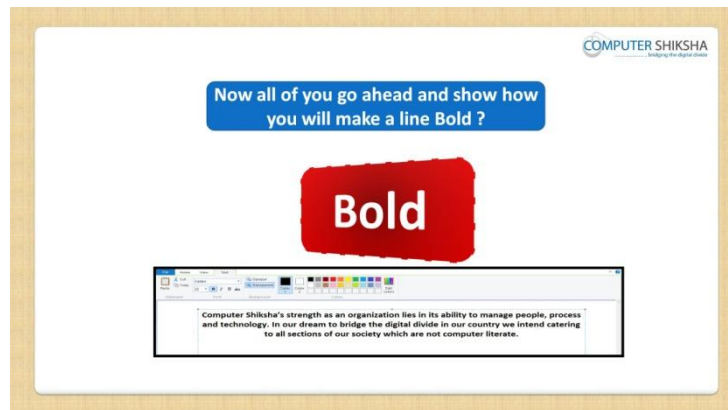 COMPUTER SHIKSHA
bridging the digital divide
Now all of you go ahead and show how
you will make a line Bold ?
Bold
Computer Shiksha's strength as an organization lies in its ability to manage people, process
and technology. In our dream to bridge the digital divide in our country we intend catering
to all sections of our society which are not computer literate.